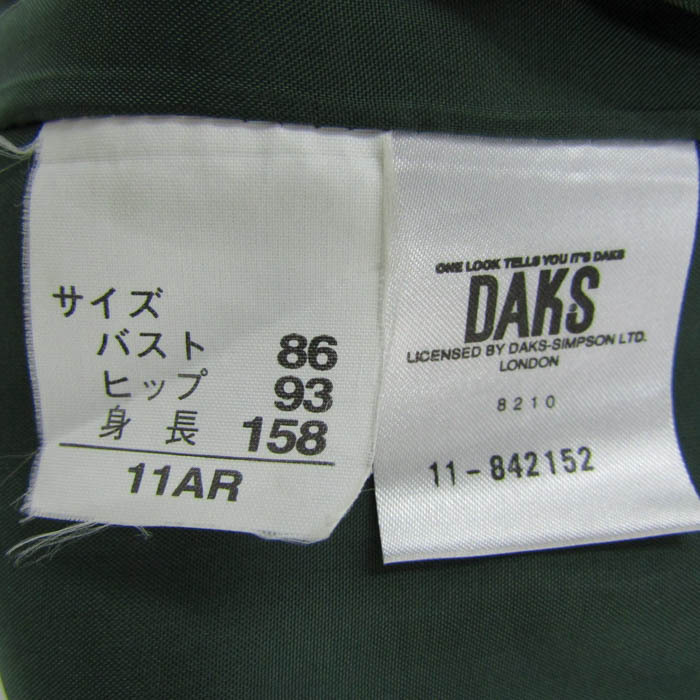 サイズ
バスト 86
ヒップ 93
身長 158
11AR
ONE LOOK TELLS YOU IT'S DAKS
DAKS
LICENSED BY DAKS-SIMPSON LTD.
LONDON
8210
11-842152